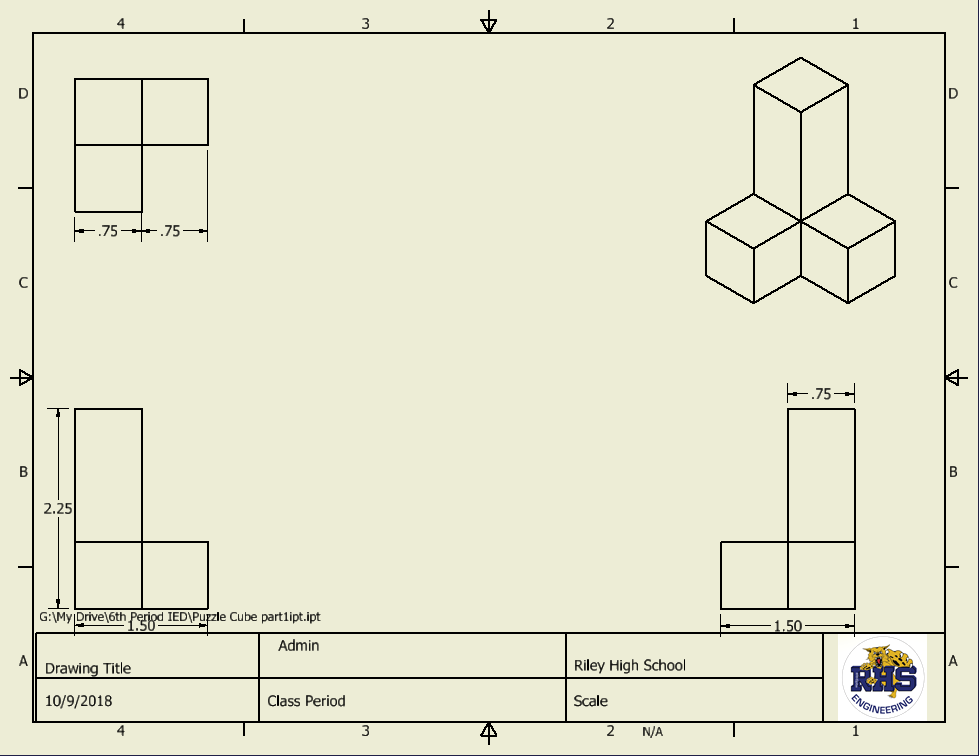 4 3 2 1
D D
.75 .75
C C
.75
B B
2.25
G:\My Drive\6th Period IED\Puzzle Cube part1ipt.ipt
1.50 1.50
Admin
A A
Drawing Title Riley High School
RHS
10/9/2018 Class Period Scale
ENGINEERING
4 3 2 N/A 1